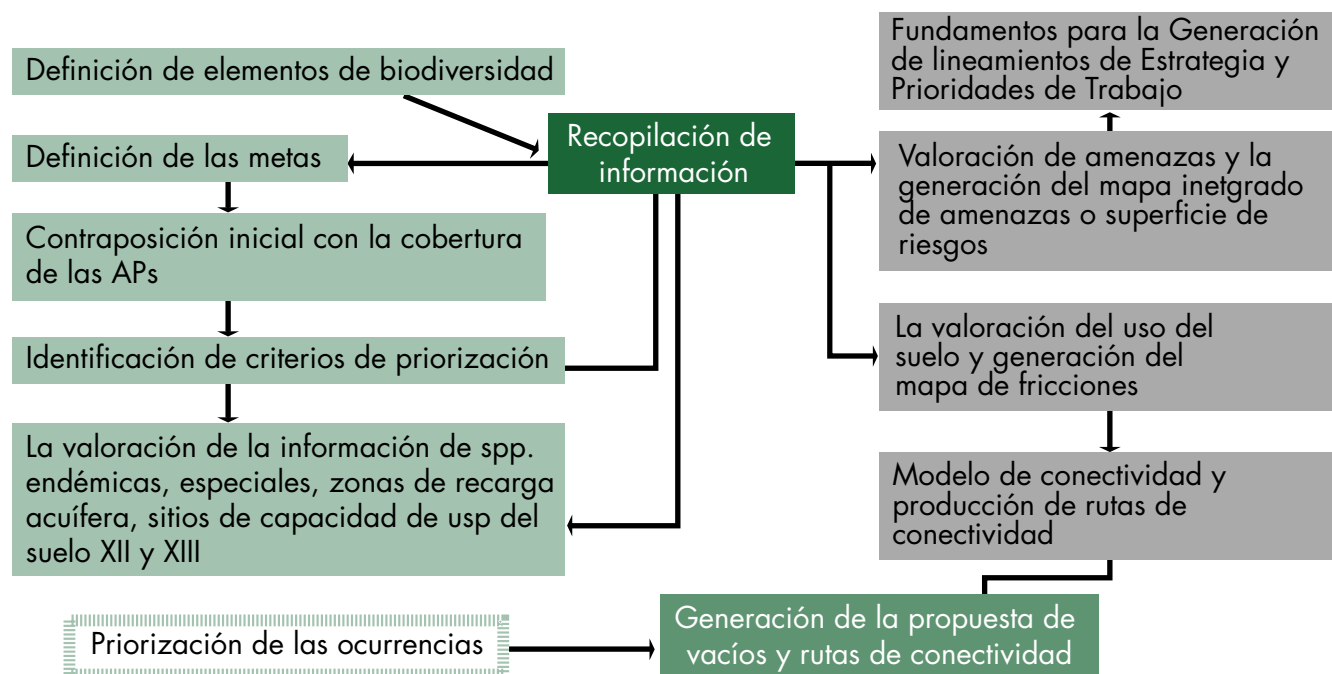 Definición de elementos de biodiversidad
Definición de las metas
Contraposición inicial con la cobertura
de las APs
Identificación de criterios de priorización
La valoración de la información de spp.
endémicas, especiales, zonas de recarga
acuífera, sitios de capacidad de usp del
suelo XII y XIII
Priorización de las ocurrencias
Recopilación de
información
Fundamentos para la Generación
de lineamientos de Estrategia y
Prioridades de Trabajo
Valoración de amenazas y la
generación del mapa inetgrado
de amenazas o superficie de
riesgos
La valoración del uso del
suelo y generación del
mapa de fricciones
Modelo de conectividad y
producción de rutas de
conectividad
Generación de la propuesta de
vacíos y rutas de conectividad